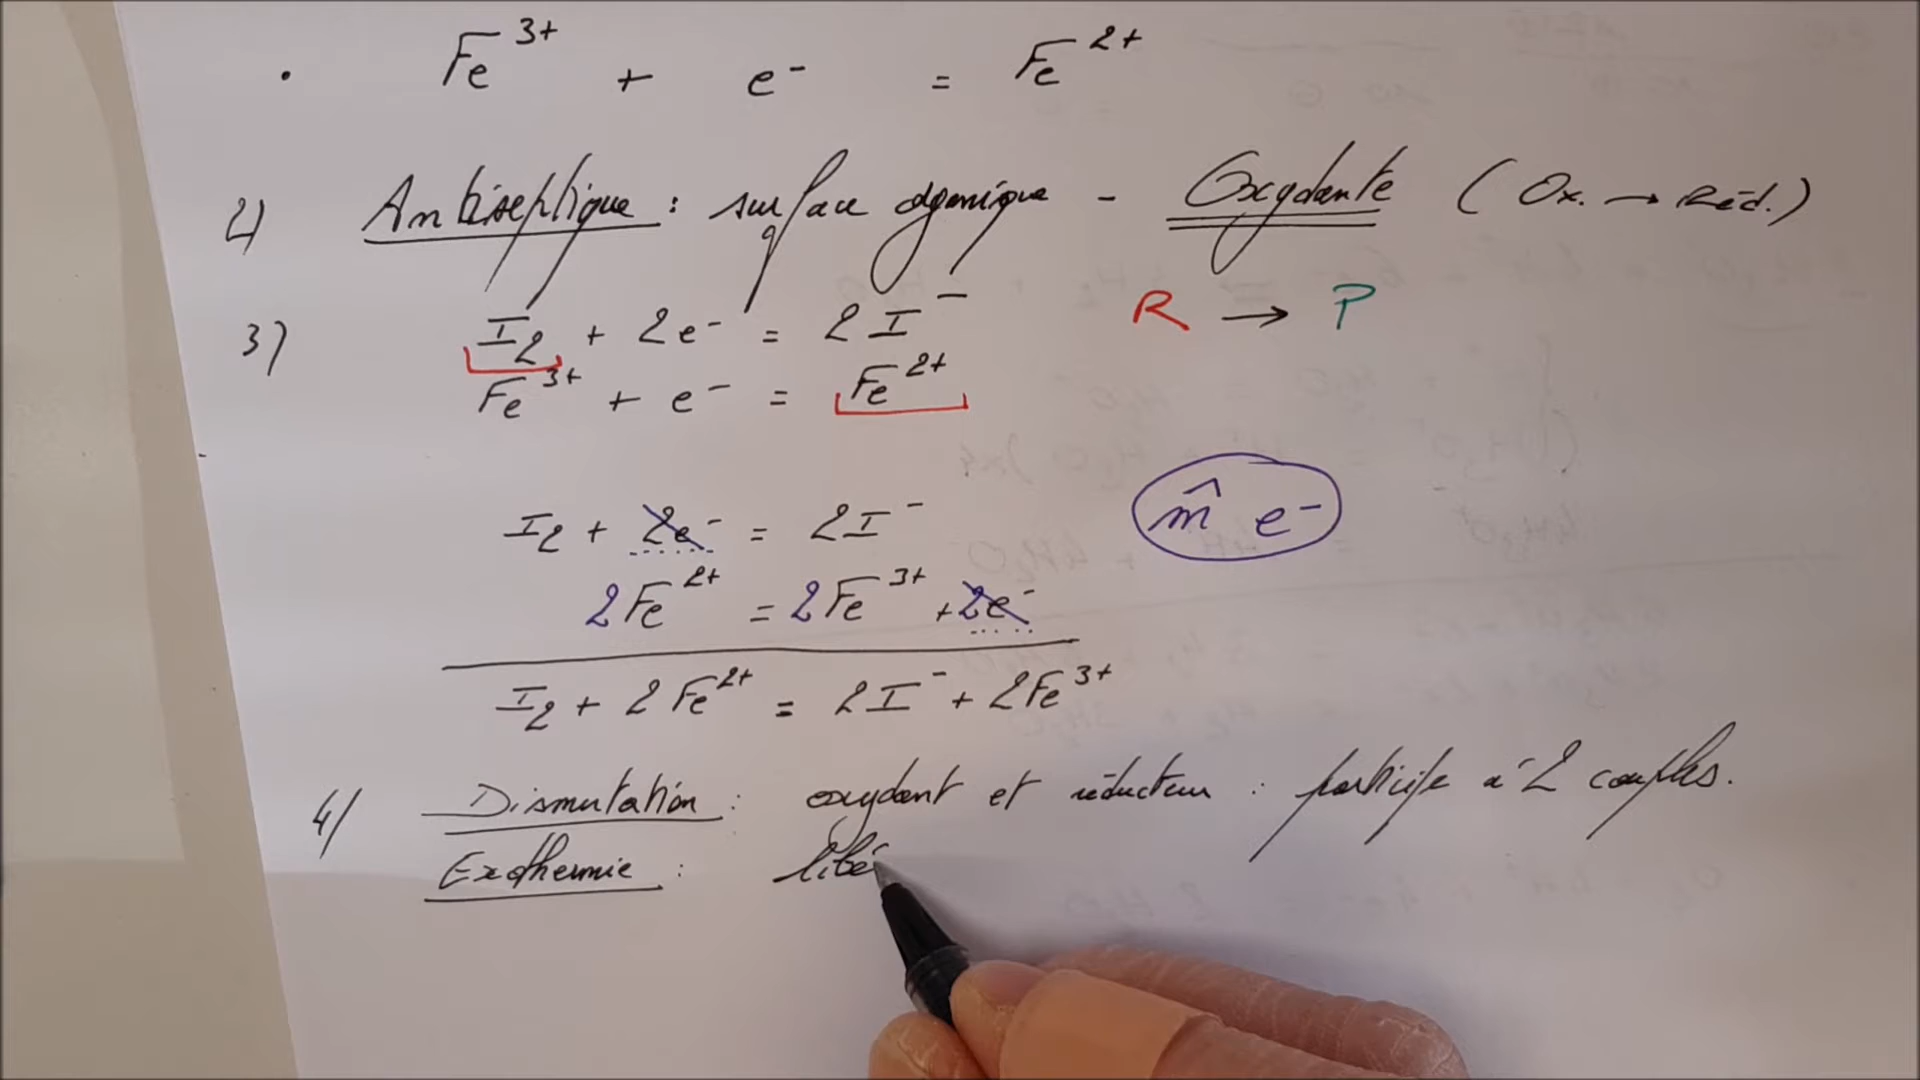 • Fe³⁺ + e⁻ = Fe²⁺
2) Antiseptique : surface organique - Oxydante (Ox. → Réd.)
3) I₂ + 2e⁻ = 2I⁻ R → P
Fe³⁺ + e⁻ = Fe²⁺
I₂ + 2e⁻ = 2I⁻ m̂ e⁻
2Fe²⁺ = 2Fe³⁺ + 2e⁻
I₂ + 2Fe²⁺ = 2I⁻ + 2Fe³⁺
4) Dismutation : oxydant et réducteur : participe à 2 couples.
Exothermie : libé